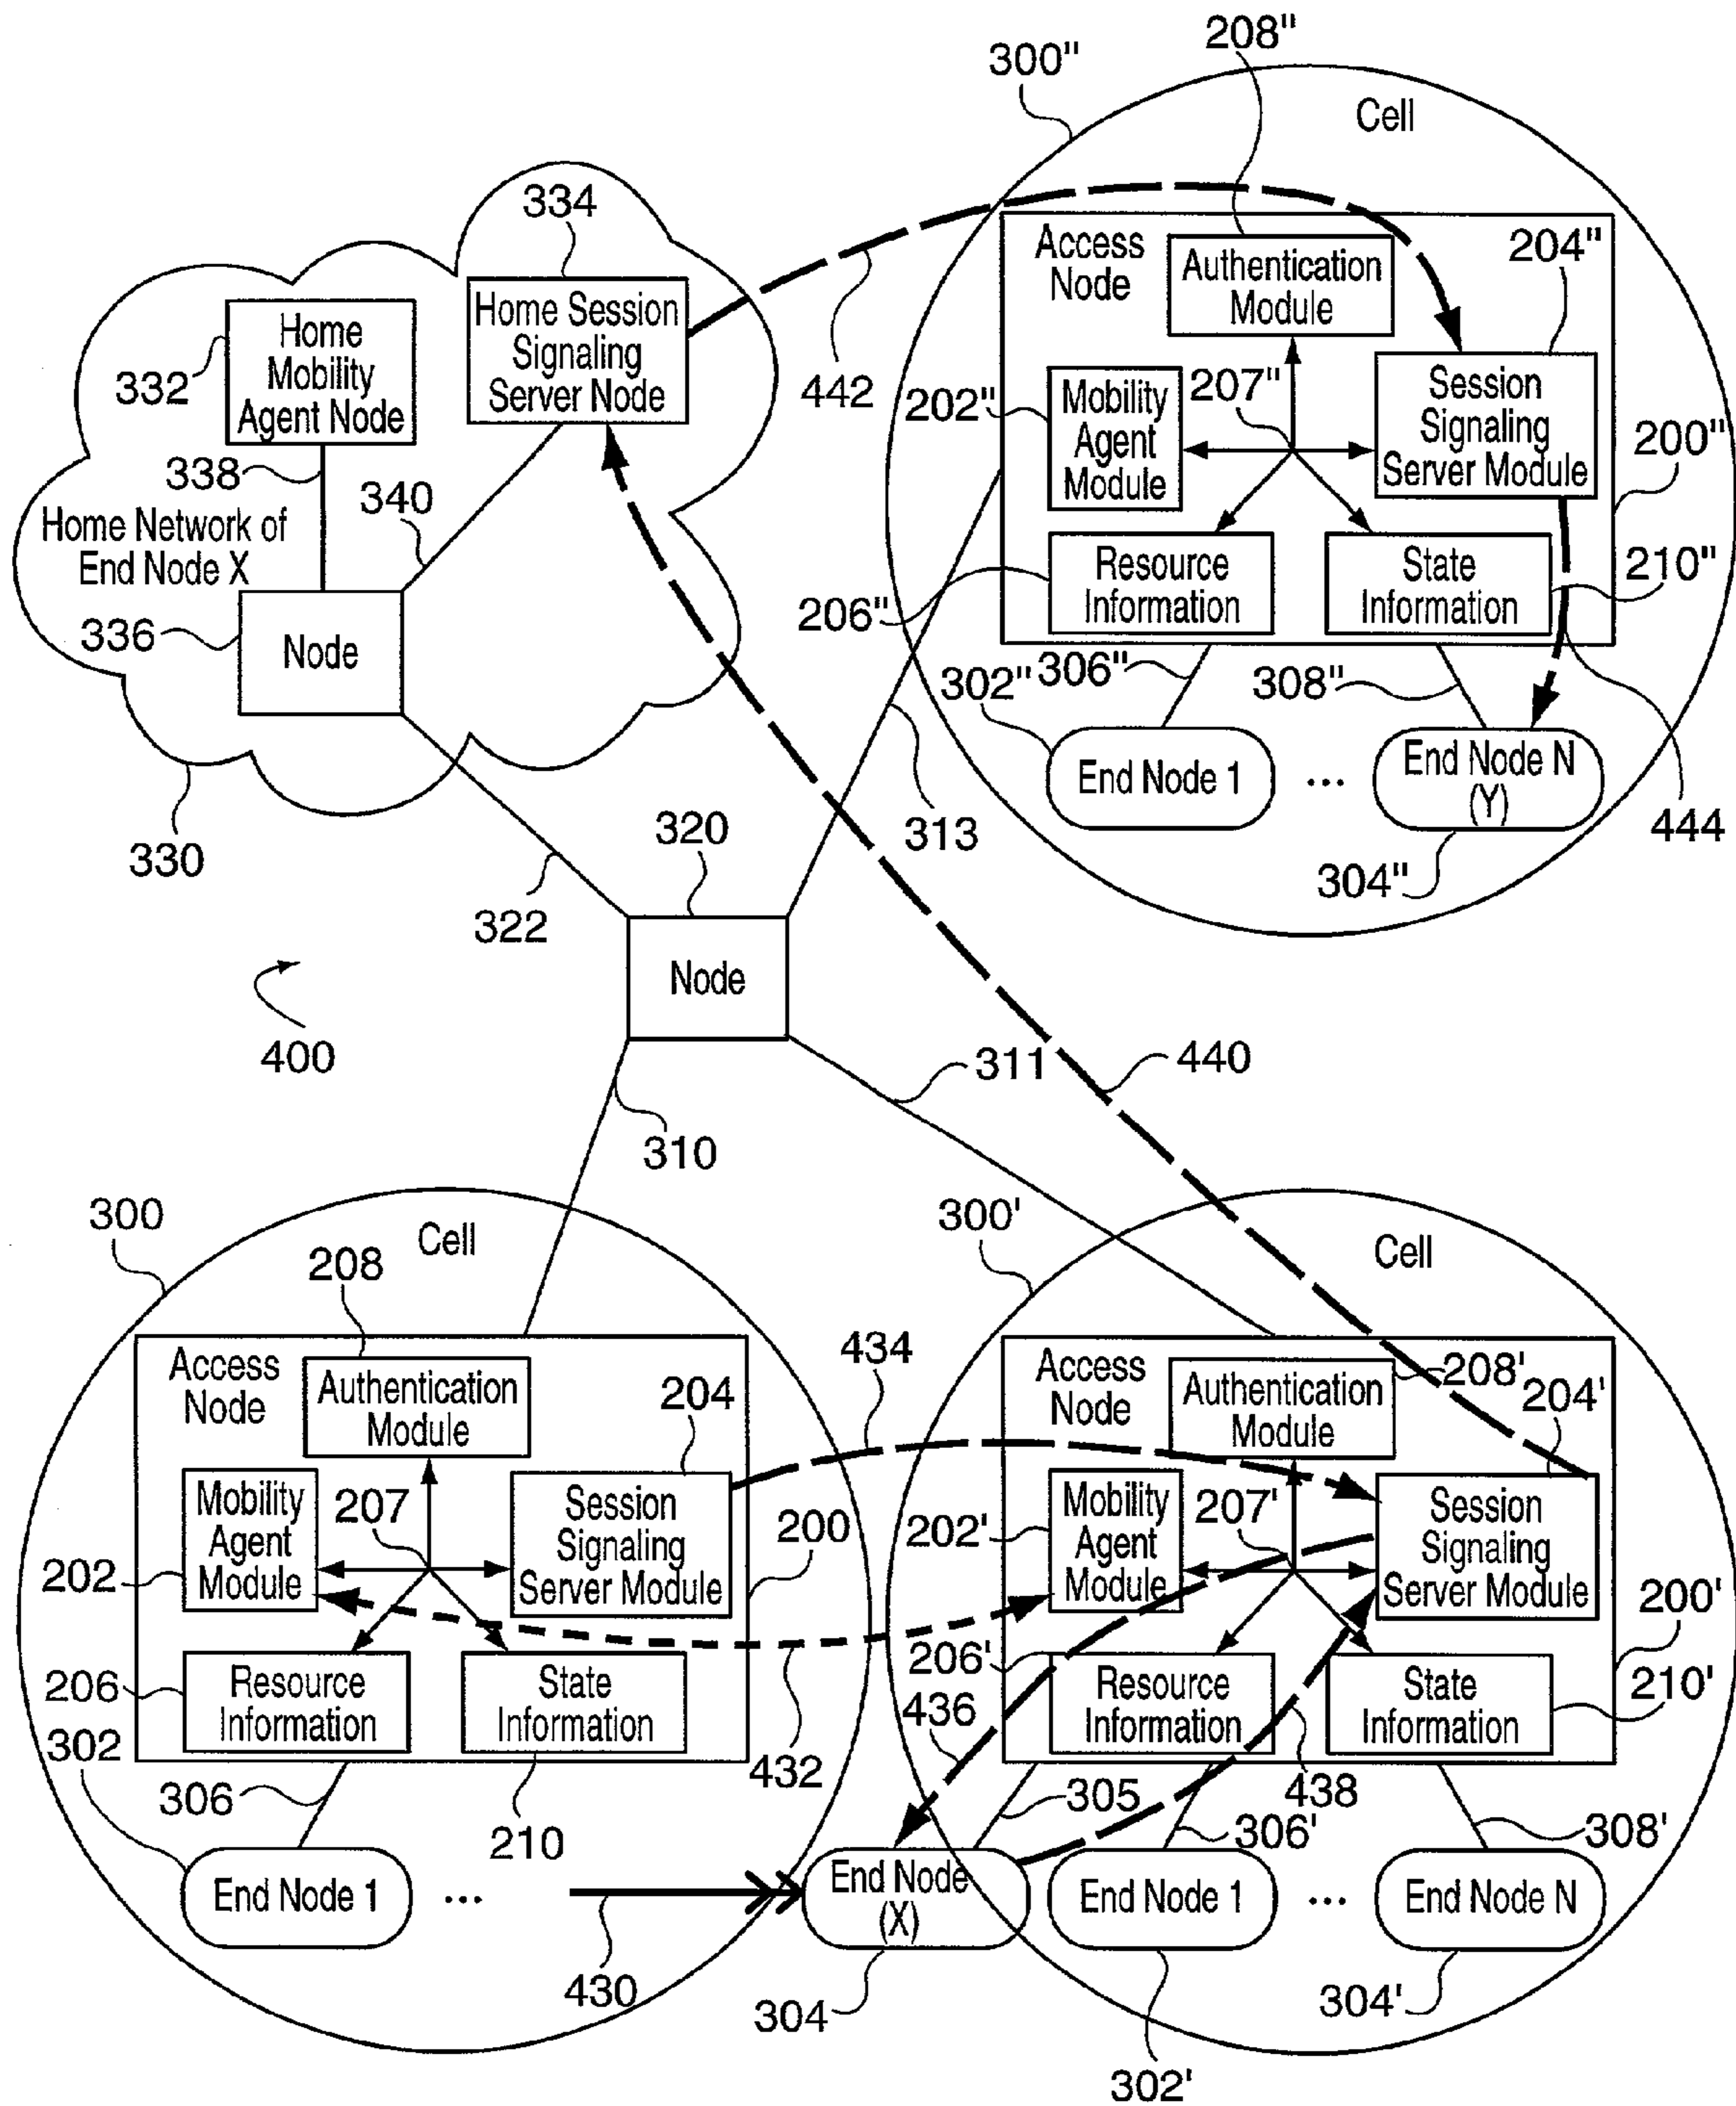 208"
300"
Cell
334
Access
Node
Authentication
Module
204"
Home Session
Signaling
Server Node
Home
Mobility
Agent Node
332
442
202"
Mobility
Agent
Module
207"
Session
Signaling
Server Module
200"
338
340
Home Network of
End Node X
206"
Resource
Information
State
Information
210"
336
Node
302"
306"
308"
End Node 1
...
End Node N
(Y)
444
304"
330
320
313
322
Node
400
311
440
310
300
Cell
208
300'
Cell
434
Access
Node
Authentication
Module
204
Access
Node
Authentication
Module
208'
204'
Mobility
Agent
Module
207
Session
Signaling
Server Module
200
202
202'
Mobility
Agent
Module
207'
Session
Signaling
Server Module
200'
206
Resource
Information
State
Information
206'
436
Resource
Information
State
Information
210'
302
306
210
432
305
306'
438
308'
End Node 1
...
End Node
(X)
End Node 1
...
End Node N
430
304
302'
304'